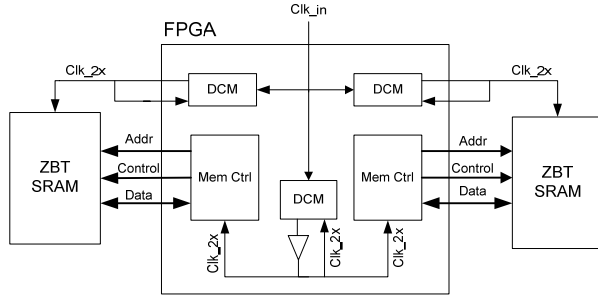 Clk_in
FPGA
Clk_2x
DCM
DCM
Clk_2x
ZBT
SRAM
Addr
Control
Data
Mem Ctrl
DCM
Mem Ctrl
Addr
Control
Data
ZBT
SRAM
Clk_2x
Clk_2x
Clk_2x